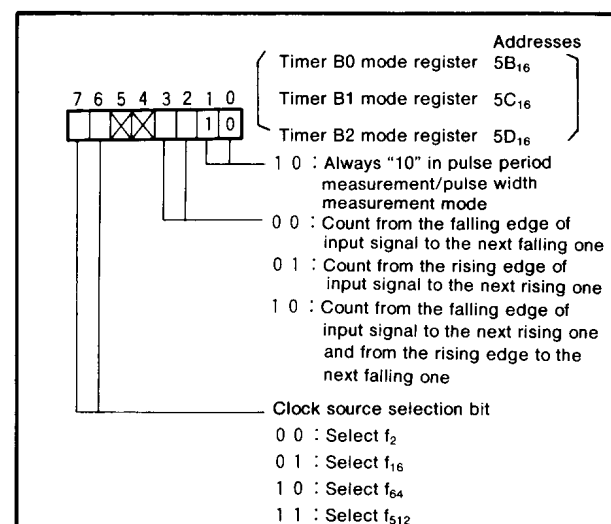 Addresses
Timer B0 mode register 5B₁₆
7 6 5 4 3 2 1 0
Timer B1 mode register 5C₁₆
1 0
Timer B2 mode register 5D₁₆
1 0 : Always "10" in pulse period
measurement/pulse width
measurement mode
0 0 : Count from the falling edge of
input signal to the next falling one
0 1 : Count from the rising edge of
input signal to the next rising one
1 0 : Count from the falling edge of
input signal to the next rising one
and from the rising edge to the
next falling one
Clock source selection bit
0 0 : Select f₂
0 1 : Select f₁₆
1 0 : Select f₆₄
1 1 : Select f₅₁₂